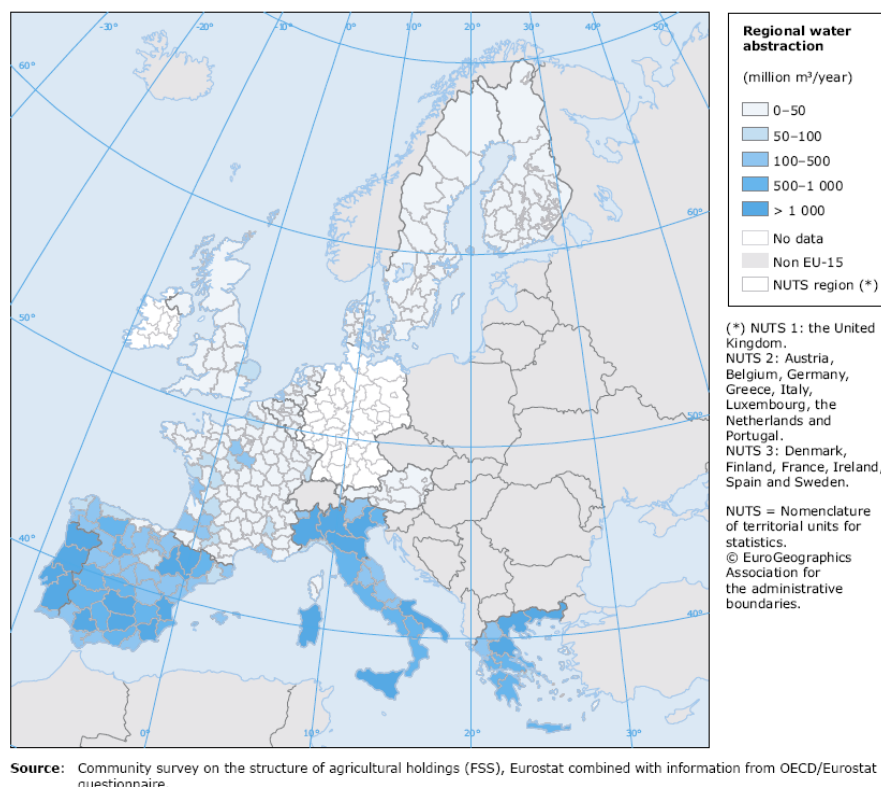 -30°
-20°
-10°
0°
10°
20°
30°
40°
50°
60°
60°
60°
50°
50°
40°
40°
0°
10°
20°
30°
Regional water
abstraction
(million m³/year)
0–50
50–100
100–500
500–1 000
> 1 000
No data
Non EU-15
NUTS region (*)
(*) NUTS 1: the United
Kingdom.
NUTS 2: Austria,
Belgium, Germany,
Greece, Italy,
Luxembourg, the
Netherlands and
Portugal.
NUTS 3: Denmark,
Finland, France, Ireland,
Spain and Sweden.
NUTS = Nomenclature
of territorial units for
statistics.
© EuroGeographics
Association for
the administrative
boundaries.
Source: Community survey on the structure of agricultural holdings (FSS), Eurostat combined with information from OECD/Eurostat
questionnaire